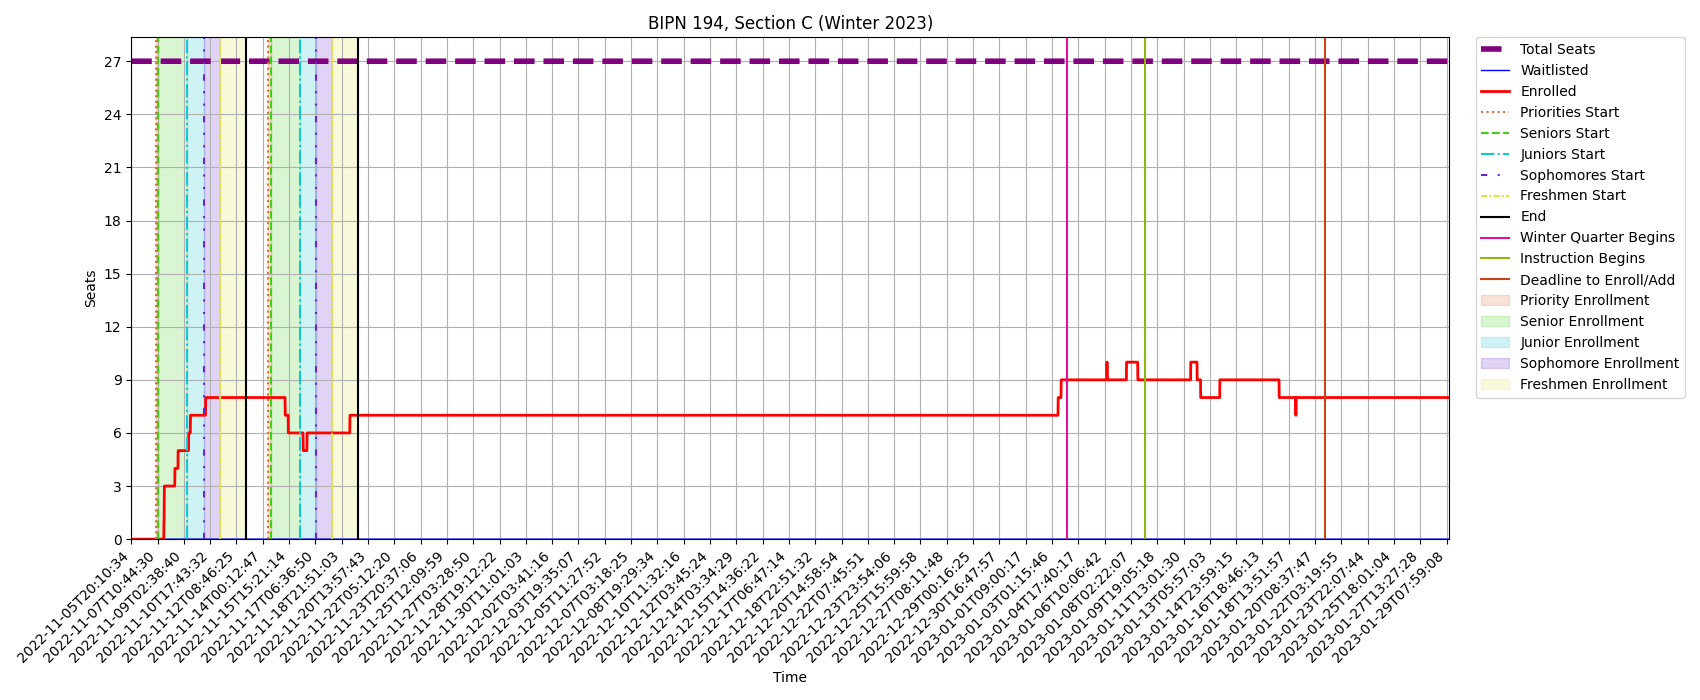 BIPN 194, Section C (Winter 2023)
Seats
27
24
21
18
15
12
9
6
3
0
2022-11-05T20:10:34
2022-11-07T10:44:30
2022-11-09T02:38:40
2022-11-10T17:43:32
2022-11-12T08:46:25
2022-11-14T00:12:47
2022-11-15T15:21:14
2022-11-17T06:36:50
2022-11-18T21:51:03
2022-11-20T13:57:43
2022-11-22T05:12:20
2022-11-23T20:37:06
2022-11-25T12:09:59
2022-11-27T03:28:50
2022-11-28T19:12:22
2022-11-30T11:01:03
2022-12-02T03:41:16
2022-12-03T19:35:07
2022-12-05T11:27:52
2022-12-07T03:18:25
2022-12-08T19:29:34
2022-12-10T11:32:16
2022-12-12T03:45:24
2022-12-14T03:34:29
2022-12-15T14:36:22
2022-12-17T06:47:14
2022-12-18T22:51:32
2022-12-20T14:58:54
2022-12-22T07:45:51
2022-12-23T23:54:06
2022-12-25T15:59:58
2022-12-27T08:11:48
2022-12-29T00:16:25
2022-12-30T16:47:57
2023-01-01T09:00:17
2023-01-03T01:15:46
2023-01-04T17:40:17
2023-01-06T10:06:42
2023-01-08T02:22:07
2023-01-09T19:05:18
2023-01-11T13:01:30
2023-01-13T05:57:03
2023-01-14T23:59:15
2023-01-16T18:46:13
2023-01-18T13:51:57
2023-01-20T08:37:47
2023-01-22T03:19:55
2023-01-23T22:07:44
2023-01-25T18:01:04
2023-01-27T13:27:28
2023-01-29T07:59:08
Time
Total Seats
Waitlisted
Enrolled
Priorities Start
Seniors Start
Juniors Start
Sophomores Start
Freshmen Start
End
Winter Quarter Begins
Instruction Begins
Deadline to Enroll/Add
Priority Enrollment
Senior Enrollment
Junior Enrollment
Sophomore Enrollment
Freshmen Enrollment